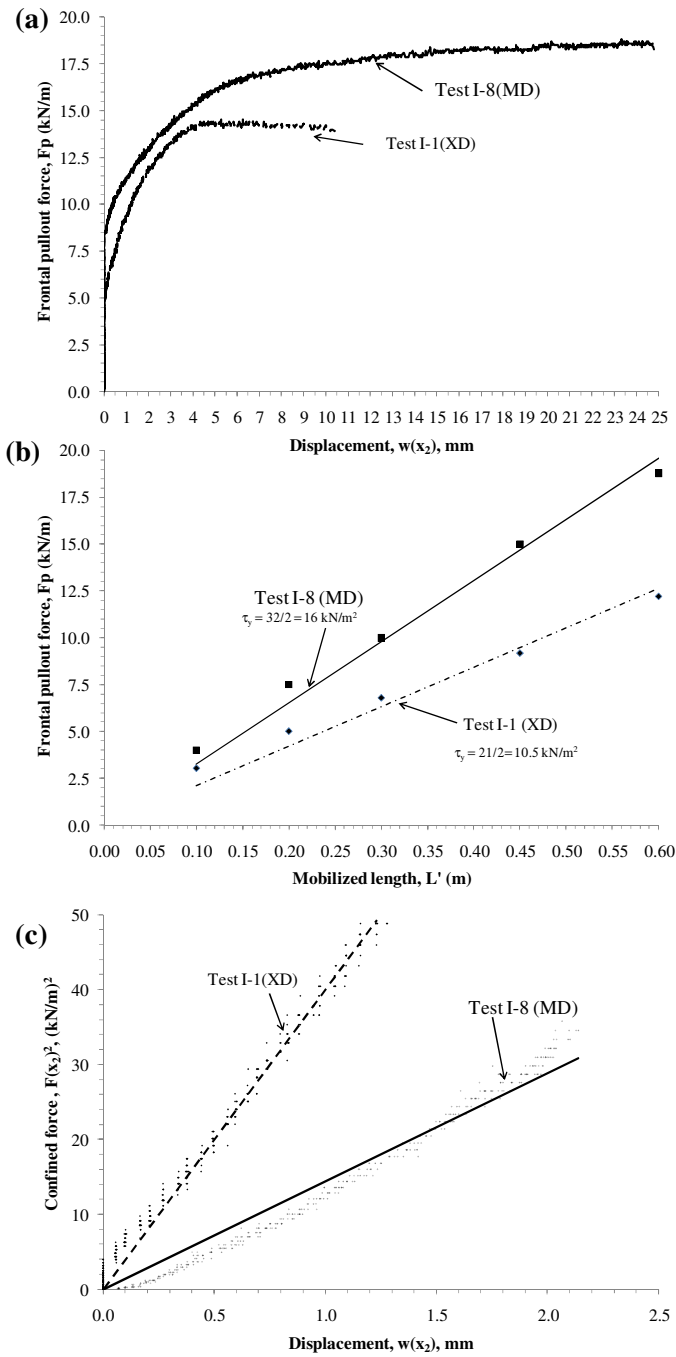 (a)
Frontal pullout force, Fp (kN/m)
20.0
17.5
15.0
12.5
10.0
7.5
5.0
2.5
0.0
Test I-8(MD)
Test I-1(XD)
0 1 2 3 4 5 6 7 8 9 10 11 12 13 14 15 16 17 18 19 20 21 22 23 24 25
Displacement, w(x₂), mm
(b)
Frontal pullout force, Fp (kN/m)
20.0
17.5
15.0
12.5
10.0
7.5
5.0
2.5
0.0
Test I-8 (MD)
τᵧ = 32/2= 16 kN/m²
Test I-1 (XD)
τᵧ = 21/2=10.5 kN/m²
0.00 0.05 0.10 0.15 0.20 0.25 0.30 0.35 0.40 0.45 0.50 0.55 0.60
Mobilized length, L' (m)
(c)
Confined force , F(x₂)², (kN/m)²
50
40
30
20
10
0
Test I-1(XD)
Test I-8 (MD)
0.0 0.5 1.0 1.5 2.0 2.5
Displacement, w(x₂), mm